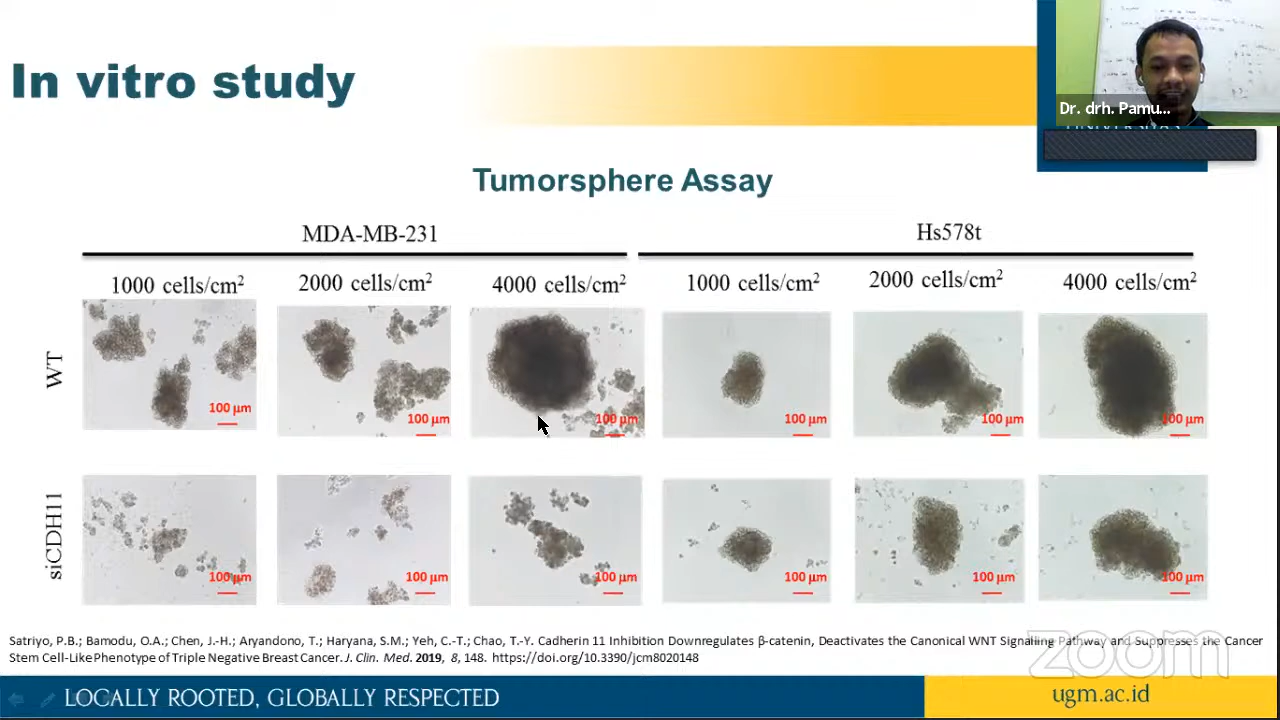 In vitro study
Dr. drh. Pamu...
Tumorsphere Assay
MDA-MB-231
Hs578t
1000 cells/cm²
2000 cells/cm²
4000 cells/cm²
1000 cells/cm²
2000 cells/cm²
4000 cells/cm²
WT
100 µm
100 µm
100 µm
100 µm
100 µm
100 µm
siCDH11
100 µm
100 µm
100 µm
100 µm
100 µm
100 µm
Satriyo, P.B.; Bamodu, O.A.; Chen, J.-H.; Aryandono, T.; Haryana, S.M.; Yeh, C.-T.; Chao, T.-Y. Cadherin 11 Inhibition Downregulates β-catenin, Deactivates the Canonical WNT Signalling Pathway and Suppresses the Cancer
Stem Cell-Like Phenotype of Triple Negative Breast Cancer. J. Clin. Med. 2019, 8, 148. https://doi.org/10.3390/jcm8020148
zoom
LOCALLY ROOTED, GLOBALLY RESPECTED
ugm.ac.id